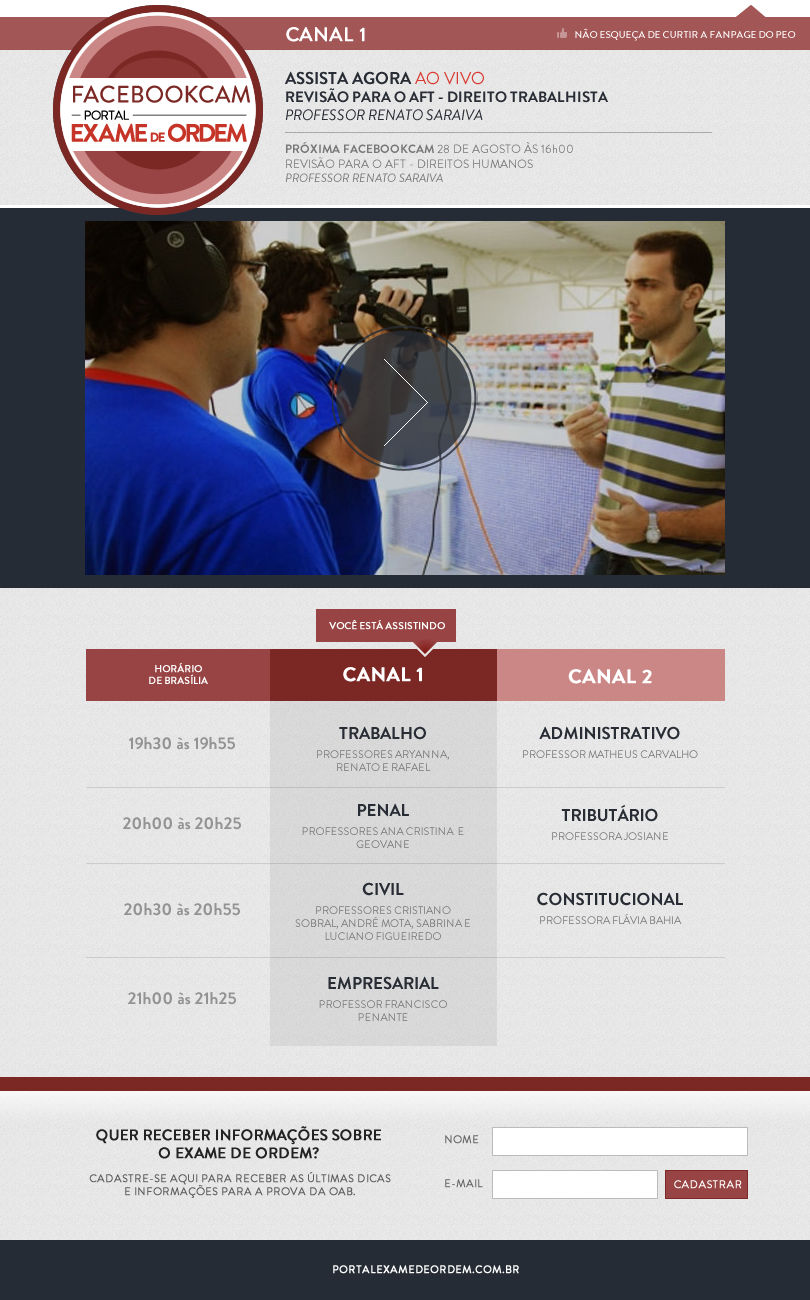 CANAL 1
NÃO ESQUEÇA DE CURTIR A FANPAGE DO PEO
FACEBOOKCAM
PORTAL
EXAME DE ORDEM
ASSISTA AGORA AO VIVO
REVISÃO PARA O AFT - DIREITO TRABALHISTA
PROFESSOR RENATO SARAIVA
PRÓXIMA FACEBOOKCAM 28 DE AGOSTO ÀS 16h00
REVISÃO PARA O AFT - DIREITOS HUMANOS
PROFESSOR RENATO SARAIVA
VOCÊ ESTÁ ASSISTINDO
HORÁRIO
DE BRASÍLIA
CANAL 1
CANAL 2
19h30 às 19h55
TRABALHO
PROFESSORES ARYANNA,
RENATO E RAFAEL
ADMINISTRATIVO
PROFESSOR MATHEUS CARVALHO
20h00 às 20h25
PENAL
PROFESSORES ANA CRISTINA E
GEOVANE
TRIBUTÁRIO
PROFESSORA JOSIANE
20h30 às 20h55
CIVIL
PROFESSORES CRISTIANO
SOBRAL, ANDRÉ MOTA, SABRINA E
LUCIANO FIGUEIREDO
CONSTITUCIONAL
PROFESSORA FLÁVIA BAHIA
21h00 às 21h25
EMPRESARIAL
PROFESSOR FRANCISCO
PENANTE
QUER RECEBER INFORMAÇÕES SOBRE
O EXAME DE ORDEM?
CADASTRE-SE AQUI PARA RECEBER AS ÚLTIMAS DICAS
E INFORMAÇÕES PARA A PROVA DA OAB.
NOME
E-MAIL
CADASTRAR
PORTALEXAMEDEORDEM.COM.BR